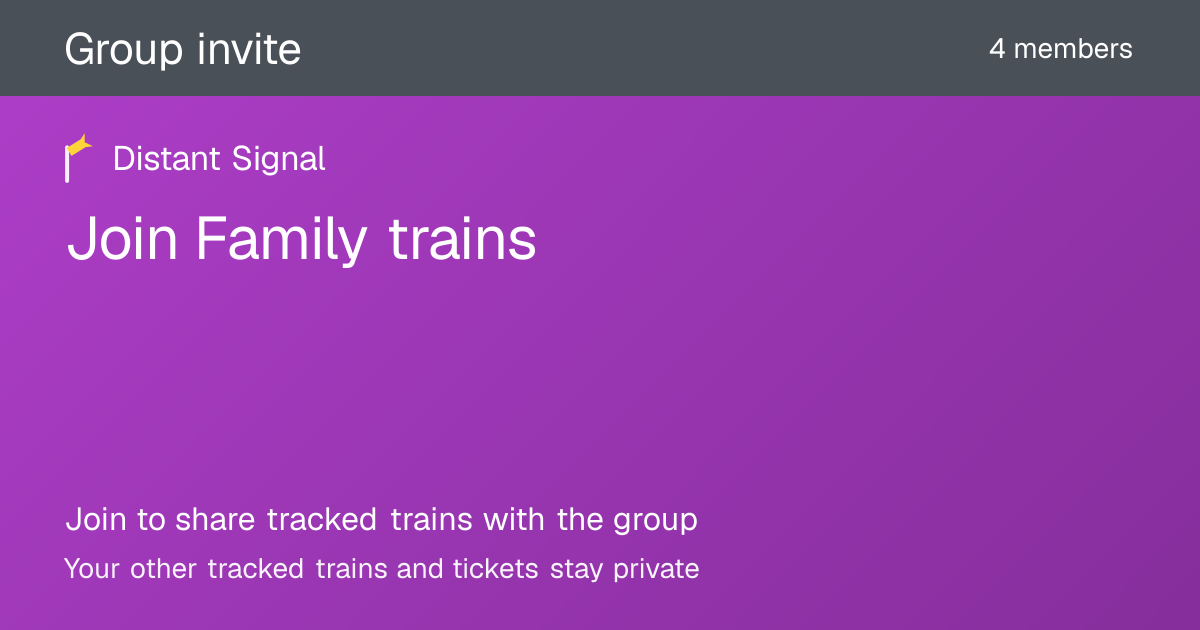 Group invite
4 members
Distant Signal
Join Family trains
Join to share tracked trains with the group
Your other tracked trains and tickets stay private